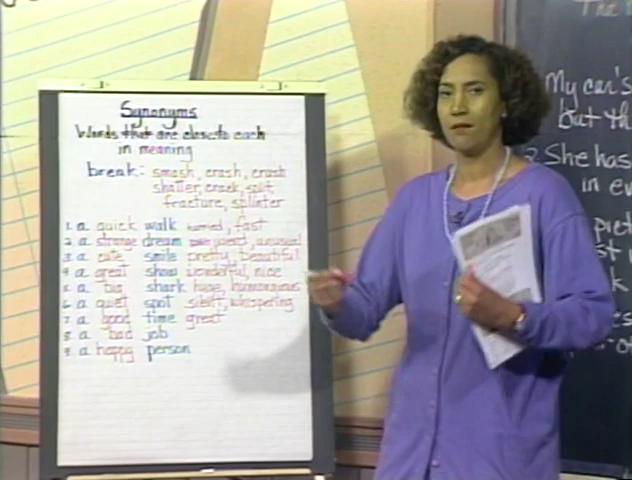 Synonyms
Words that are close to each
in meaning
break: smash, crash, crush
shatter, crack, split,
fracture, splinter
1. a quick walk hurried, fast
2. a strange dream weird, unusual
3. a cute smile pretty, beautiful
4. a great show wonderful, nice
5. a big shark huge, humongous
6. a quiet spot silent, whispering
7. a good time great
8. a bad job
9. a happy person
My car's
but th
2. She has
in ev